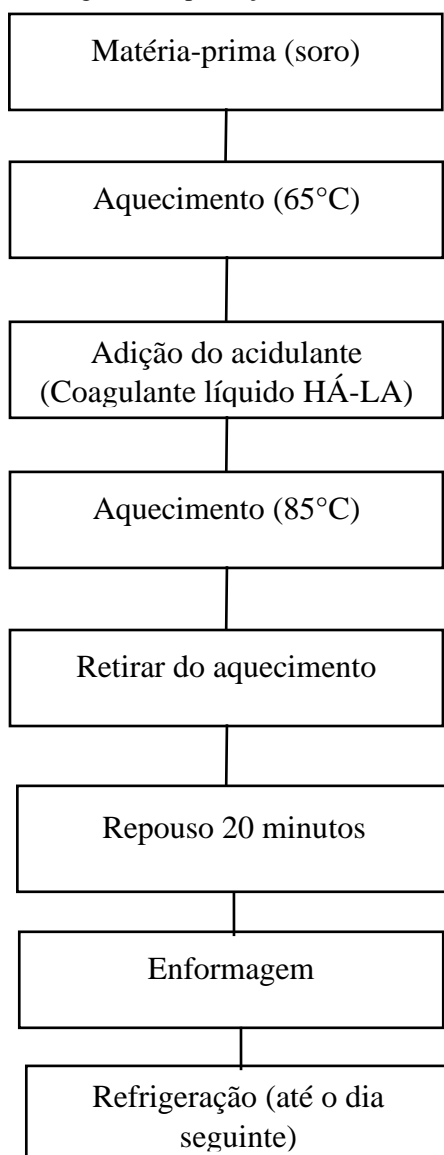 Matéria-prima (soro)
Aquecimento (65°C)
Adição do acidulante
(Coagulante líquido HÁ-LA)
Aquecimento (85°C)
Retirar do aquecimento
Repouso 20 minutos
Enformagem
Refrigeração (até o dia
seguinte)